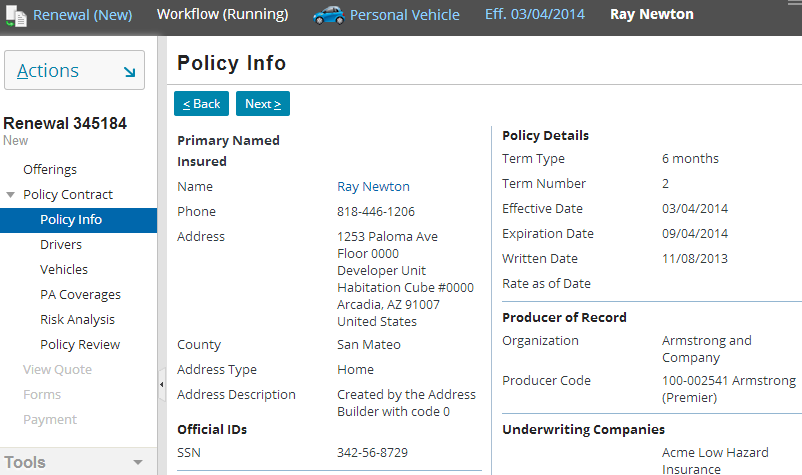 Renewal (New) Workflow (Running) Personal Vehicle Eff. 03/04/2014 Ray Newton
Actions
Renewal 345184
New
Offerings
Policy Contract
Policy Info
Drivers
Vehicles
PA Coverages
Risk Analysis
Policy Review
View Quote
Forms
Payment
Tools
Policy Info
< Back Next >
Primary Named
Insured
Name Ray Newton
Phone 818-446-1206
Address 1253 Paloma Ave
Floor 0000
Developer Unit
Habitation Cube #0000
Arcadia, AZ 91007
United States
County San Mateo
Address Type Home
Address Description Created by the Address
Builder with code 0
Official IDs
SSN 342-56-8729
Policy Details
Term Type 6 months
Term Number 2
Effective Date 03/04/2014
Expiration Date 09/04/2014
Written Date 11/08/2013
Rate as of Date
Producer of Record
Organization Armstrong and
Company
Producer Code 100-002541 Armstrong
(Premier)
Underwriting Companies
Acme Low Hazard
Insurance